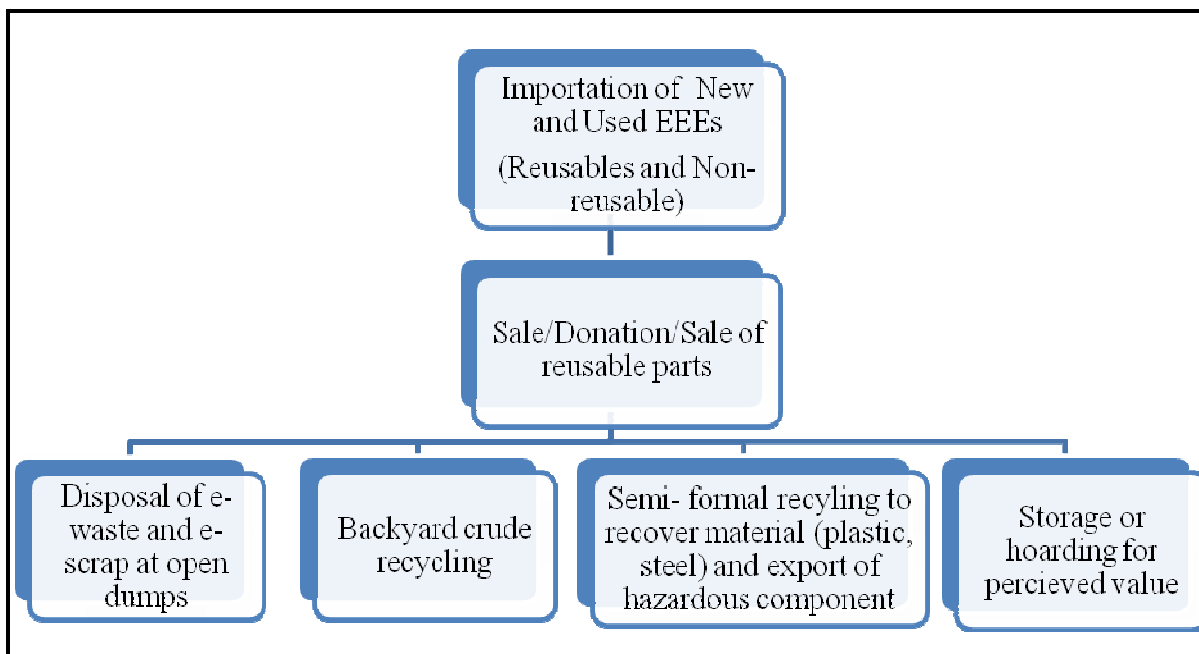 Importation of New
and Used EEEs
(Reusables and Non-
reusable)
Sale/Donation/Sale of
reusable parts
Disposal of e-
waste and e-
scrap at open
dumps
Backyard crude
recycling
Semi- formal recyling to
recover material (plastic,
steel) and export of
hazardous component
Storage or
hoarding for
percieved value